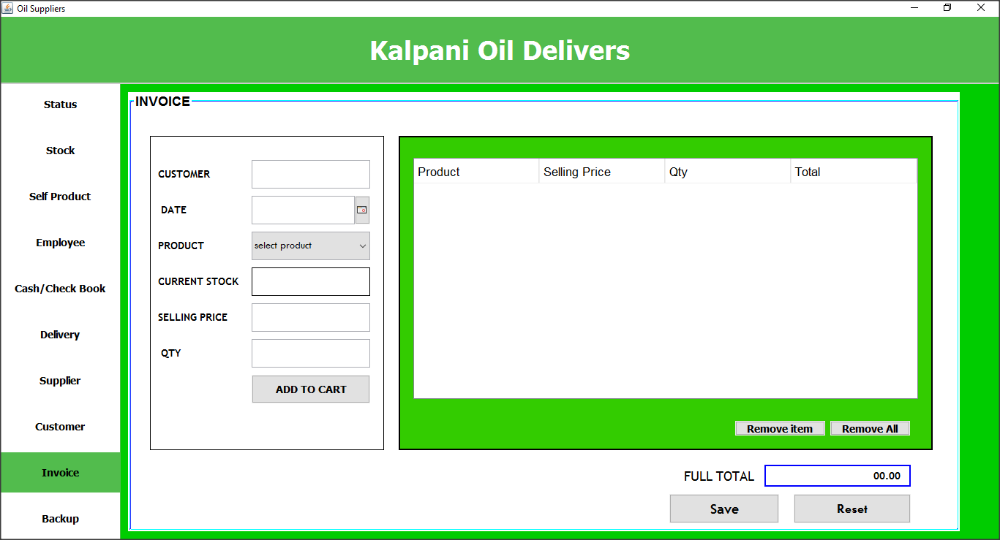 Oil Suppliers
Kalpani Oil Delivers
Status
Stock
Self Product
Employee
Cash/Check Book
Delivery
Supplier
Customer
Invoice
Backup
INVOICE
CUSTOMER
DATE
PRODUCT select product
CURRENT STOCK
SELLING PRICE
QTY
ADD TO CART
Product Selling Price Qty Total
Remove item Remove All
FULL TOTAL 00.00
Save Reset